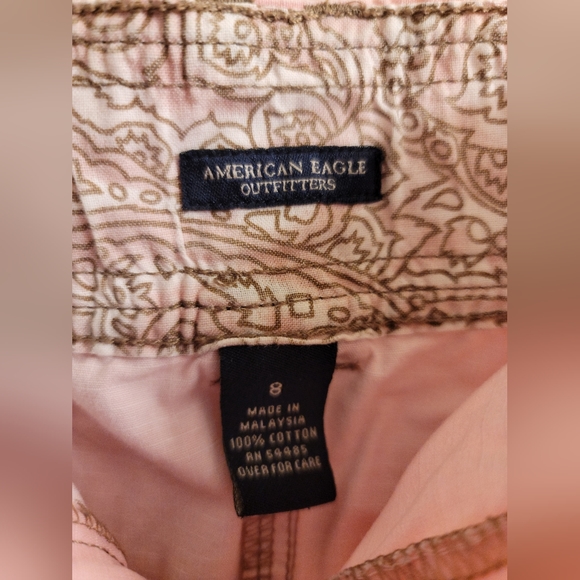 AMERICAN EAGLE
OUTFITTERS
8
MADE IN
MALAYSIA
100% COTTON
RN 54485
OVER FOR CARE